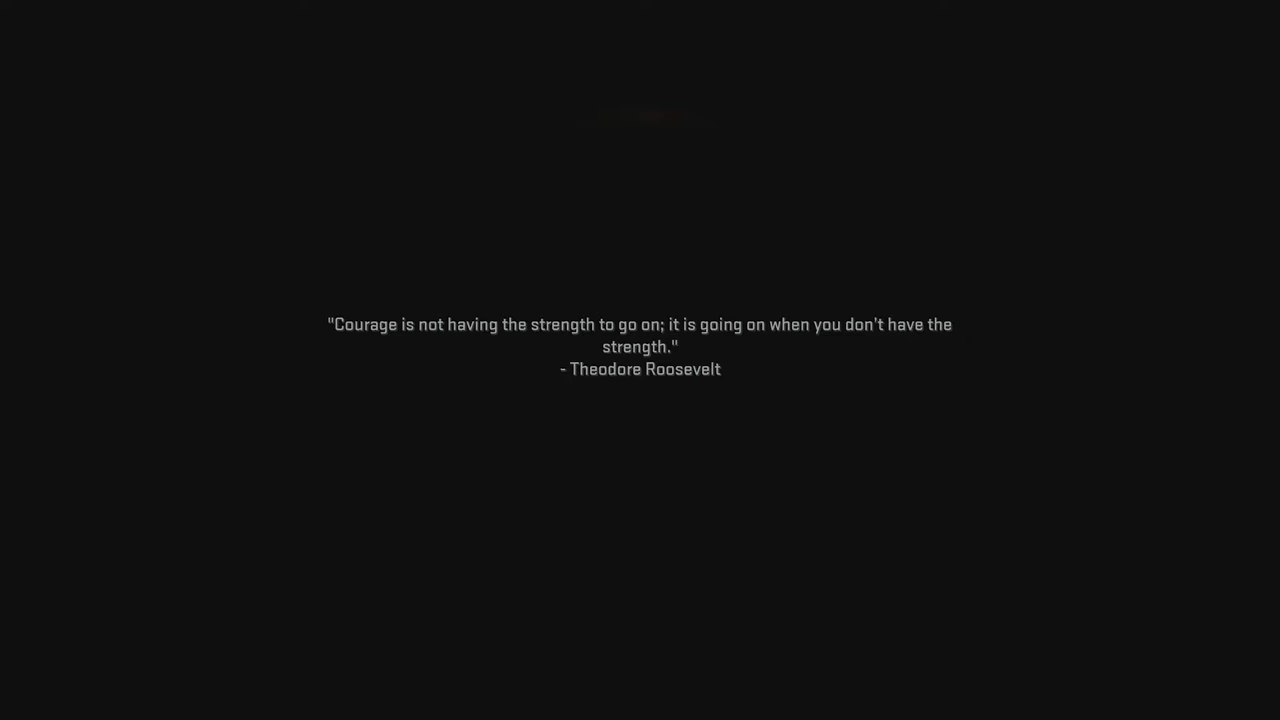 "Courage is not having the strength to go on; it is going on when you don't have the
strength."
- Theodore Roosevelt